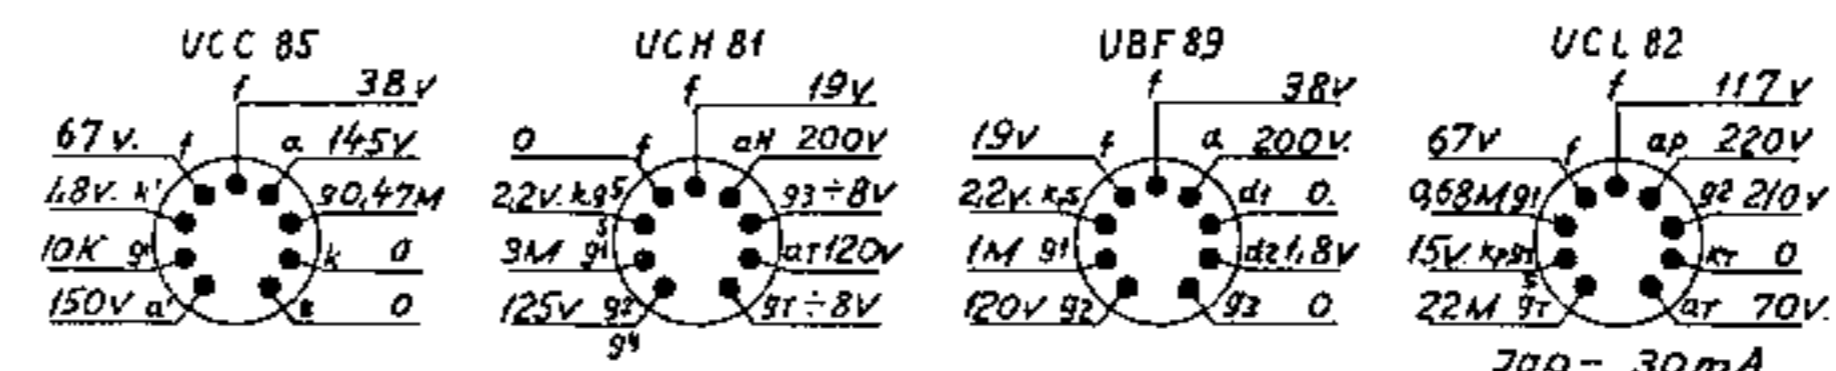 UCC 85
f 38v
67 v. f
a 145v
1,8v. k'
g 0,47M
10K g'
k 0
150v a'
s 0
UCH 81
f 19v
0 f
aH 200v
2,2v. k.g5 s
g3 ÷8v
3M g1
aT 120v
125v g2 g4
gT ÷8v
UBF 89
f 38v
19v f
a 200v.
2,2v. k,s
d1 0.
1M g1
d2 1,8v
120v g2
g3 0
UCL 82
f 117v
67v f
ap 220v
0,68M g1
g2 210v
15v kp g3 s
kT 0
22M gT
aT 70v.
Jap- 30mA